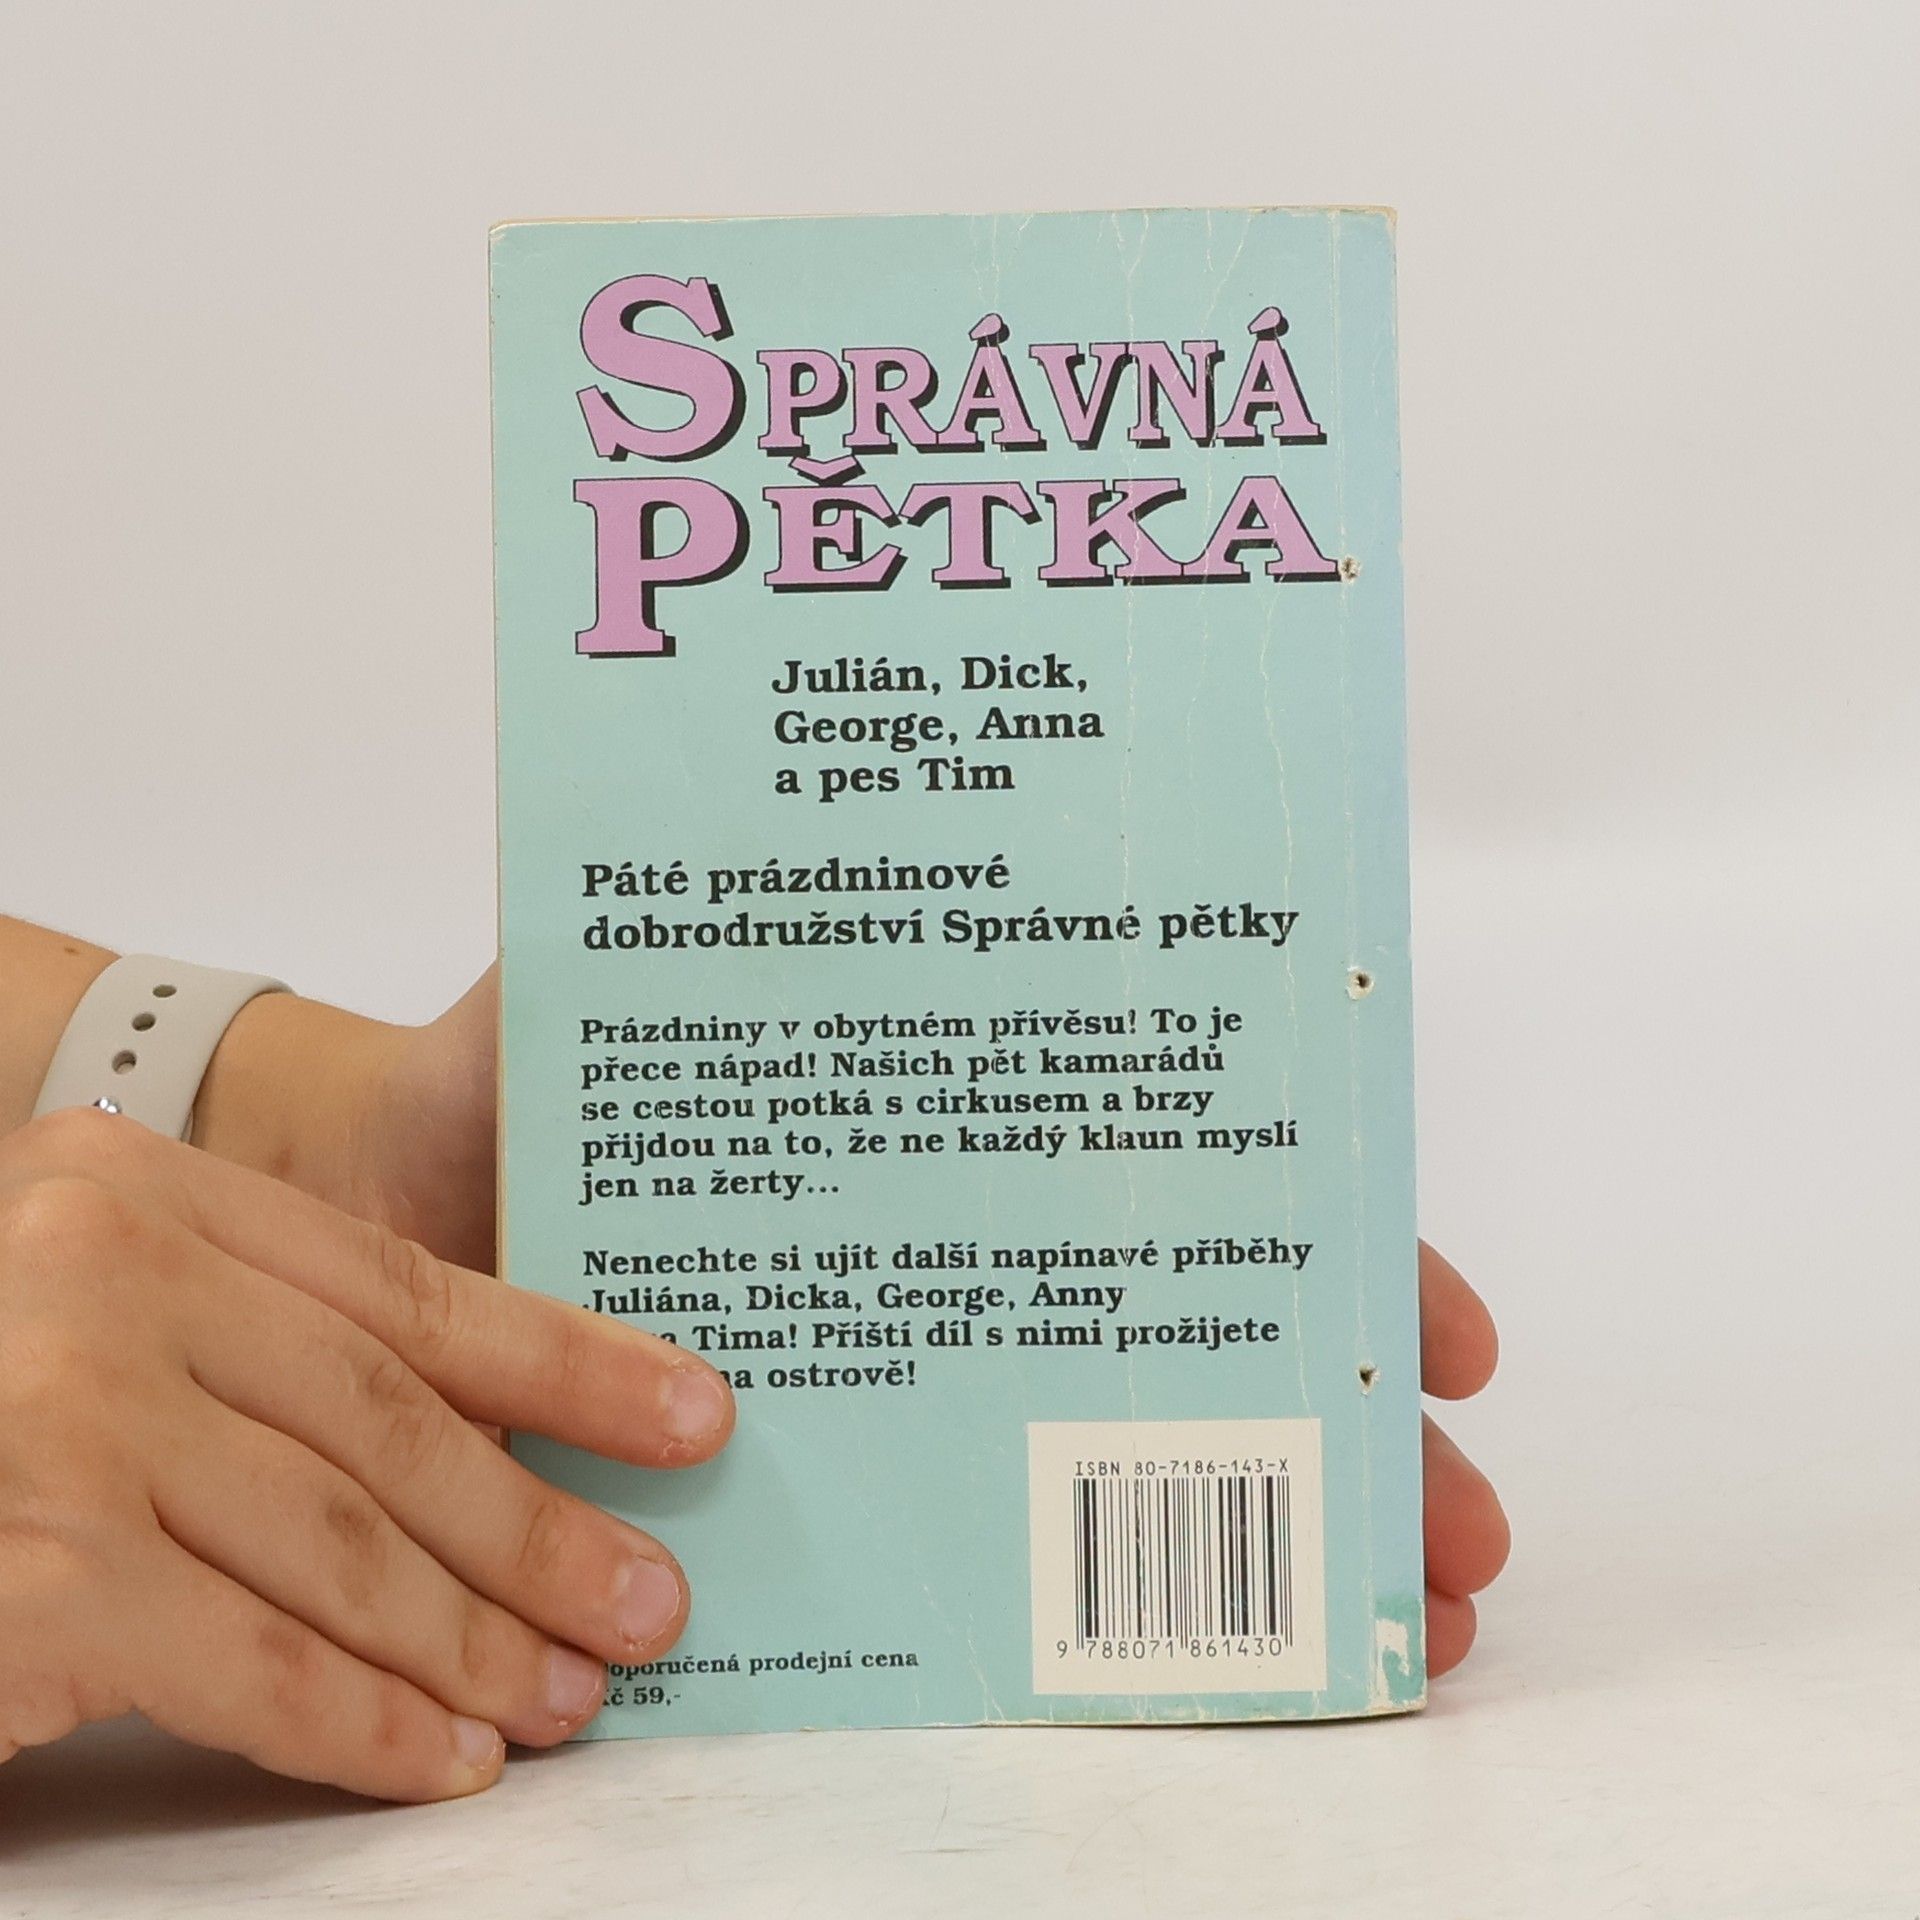 SPRÁVNÁ
PĚTKA
Julián, Dick,
George, Anna
a pes Tim
Páté prázdninové
dobrodružství Správné pětky
Prázdniny v obytném přívěsu! To je
přece nápad! Našich pět kamarádů
se cestou potká s cirkusem a brzy
přijdou na to, že ne každý klaun myslí
jen na žerty...
Nenechte si ujít další napínavé příběhy
Juliána, Dicka, George, Anny
Tima! Příští díl s nimi prožijete
na ostrově!
ISBN 80-7186-143-X
9 788071 861430
oporučená prodejní cena
Kč 59,-